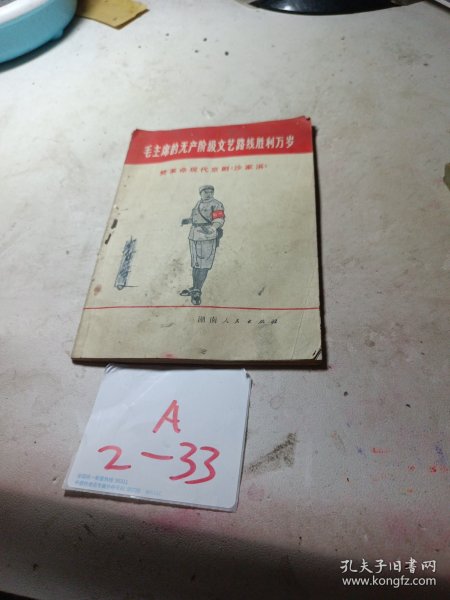 毛主席的无产阶级文艺路线胜利万岁
赞革命现代京剧《沙家浜》
湖南人民出版社
A
2-33
孔夫子旧书网
www.kongfz.com